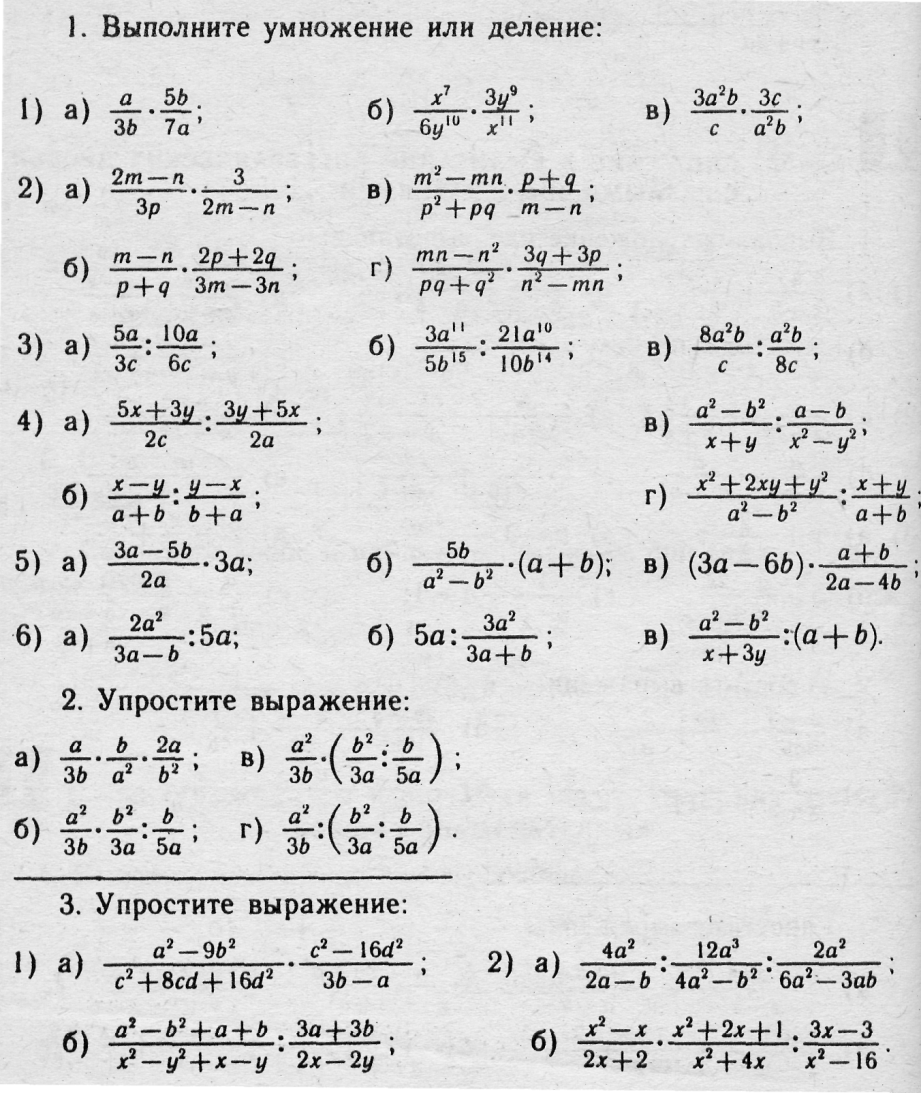 1. Выполните умножение или деление:
1) а) a/3b · 5b/7a; б) x⁷/6y¹⁰ · 3y⁹/x¹¹; в) 3a²b/c · 3c/a²b;
2) а) (2m−n)/3p · 3/(2m−n); в) (m²−mn)/(p²+pq) · (p+q)/(m−n);
б) (m−n)/(p+q) · (2p+2q)/(3m−3n); г) (mn−n²)/(pq+q²) · (3q+3p)/(n²−mn);
3) а) 5a/3c : 10a/6c; б) 3a¹¹/5b¹⁵ : 21a¹⁰/10b¹⁴; в) 8a²b/c : a²b/8c;
4) а) (5x+3y)/2c : (3y+5x)/2a; в) (a²−b²)/(x+y) : (a−b)/(x²−y²);
б) (x−y)/(a+b) : (y−x)/(b+a); г) (x²+2xy+y²)/(a²−b²) : (x+y)/(a+b);
5) а) (3a−5b)/2a · 3a; б) 5b/(a²−b²) · (a+b); в) (3a−6b) · (a+b)/(2a−4b);
6) а) 2a²/(3a−b) : 5a; б) 5a : 3a²/(3a+b); в) (a²−b²)/(x+3y) : (a+b).
2. Упростите выражение:
а) a/3b · b/a² · 2a/b²; в) a²/3b · (b²/3a : b/5a);
б) a²/3b · b²/3a : b/5a; г) a²/3b : (b²/3a : b/5a).
3. Упростите выражение:
1) а) (a²−9b²)/(c²+8cd+16d²) · (c²−16d²)/(3b−a); 2) а) 4a²/(2a−b) : 12a³/(4a²−b²) : 2a²/(6a²−3ab);
б) (a²−b²+a+b)/(x²−y²+x−y) : (3a+3b)/(2x−2y); б) (x²−x)/(2x+2) · (x²+2x+1)/(x²+4x) : (3x−3)/(x²−16).